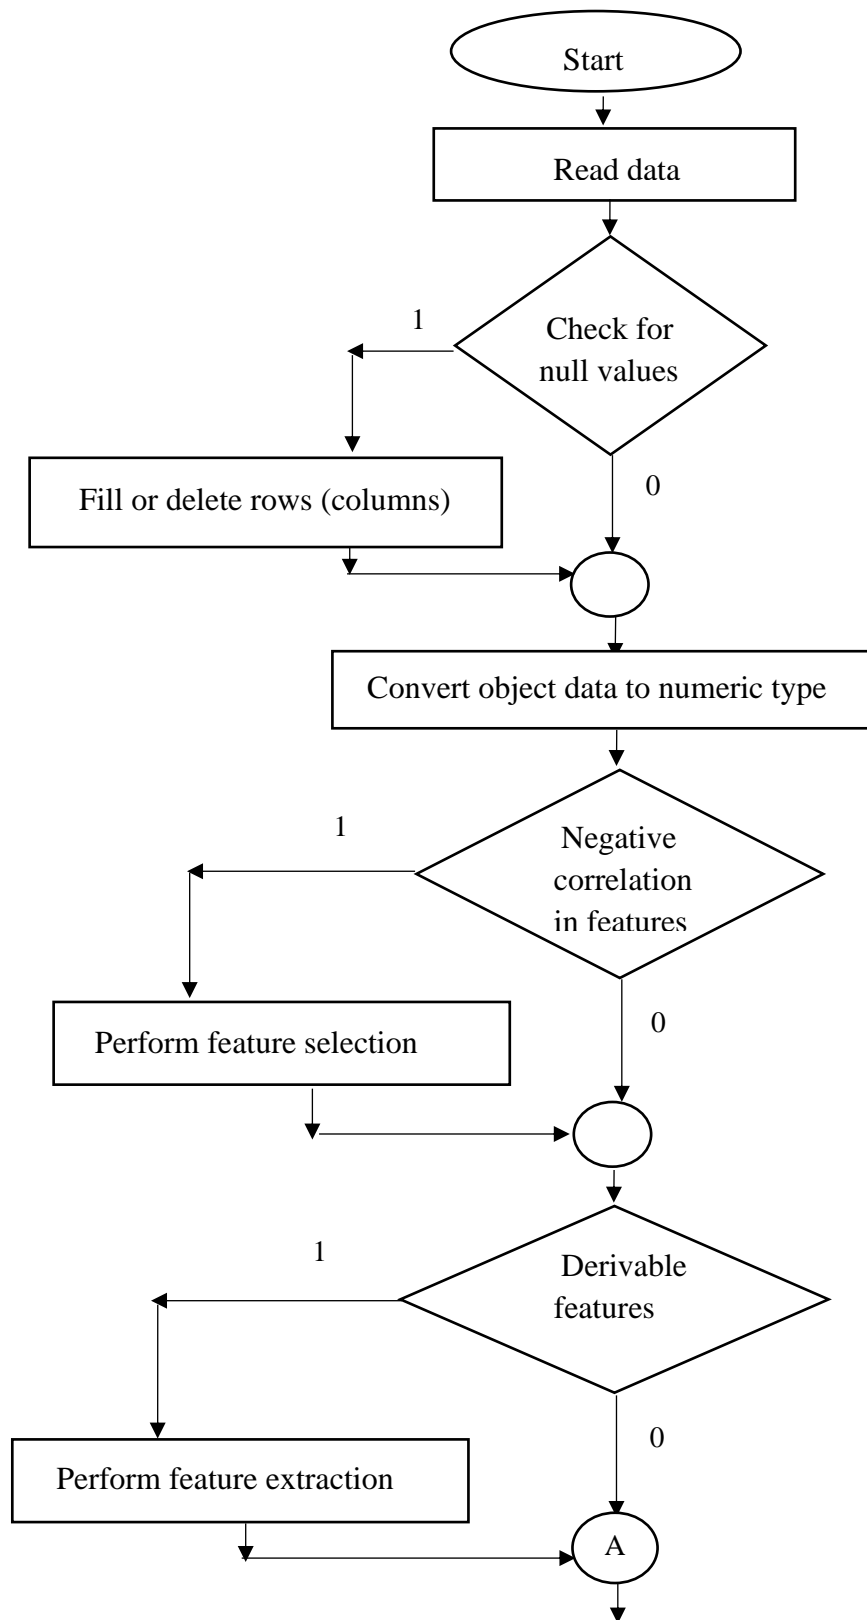 Start
Read data
1
Check for
null values
Fill or delete rows (columns)
0
Convert object data to numeric type
1
Negative
correlation
in features
Perform feature selection
0
1
Derivable
features
0
Perform feature extraction
A